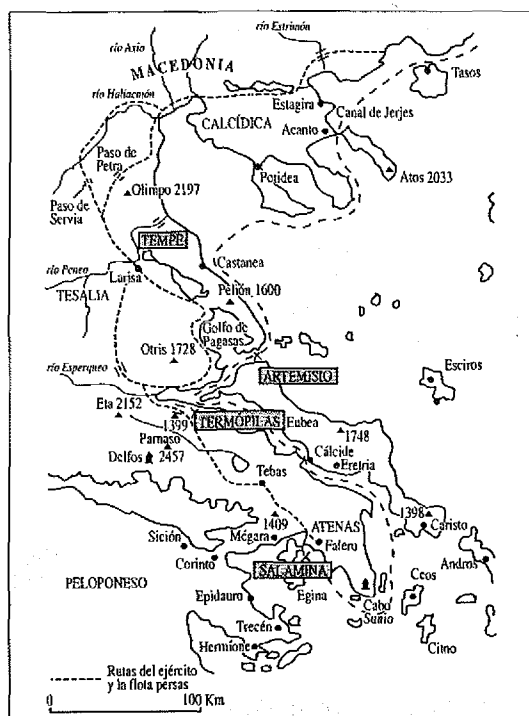 río Estrimón
río Asio
MACEDONIA
Tasos
río Haliacmón
Estagira
Canal de Jerjes
CALCÍDICA
Acanto
Paso de
Petra
Potidea
Atos 2033
Olimpo 2197
Paso de
Servia
TEMPE
Castanea
río Peneo
Larisa
Pelión 1600
TESALIA
Golfo de
Pagasas
Otris 1728
Esciros
río Esperqueo
ARTEMISIO
Eta 2152
1399
TERMÓPILAS
Eubea
1748
Parnaso
Cálcide
Delfos
2457
Eretria
Tebas
1398
1409
ATENAS
Caristo
Sición
Mégara
Falero
Andros
Corinto
SALAMINA
PELOPONESO
Egina
Ceos
Epidauro
Cabo
Sunio
Trecén
Citno
Hermíone
Rutas del ejército
y la flota persas
0
100 Km